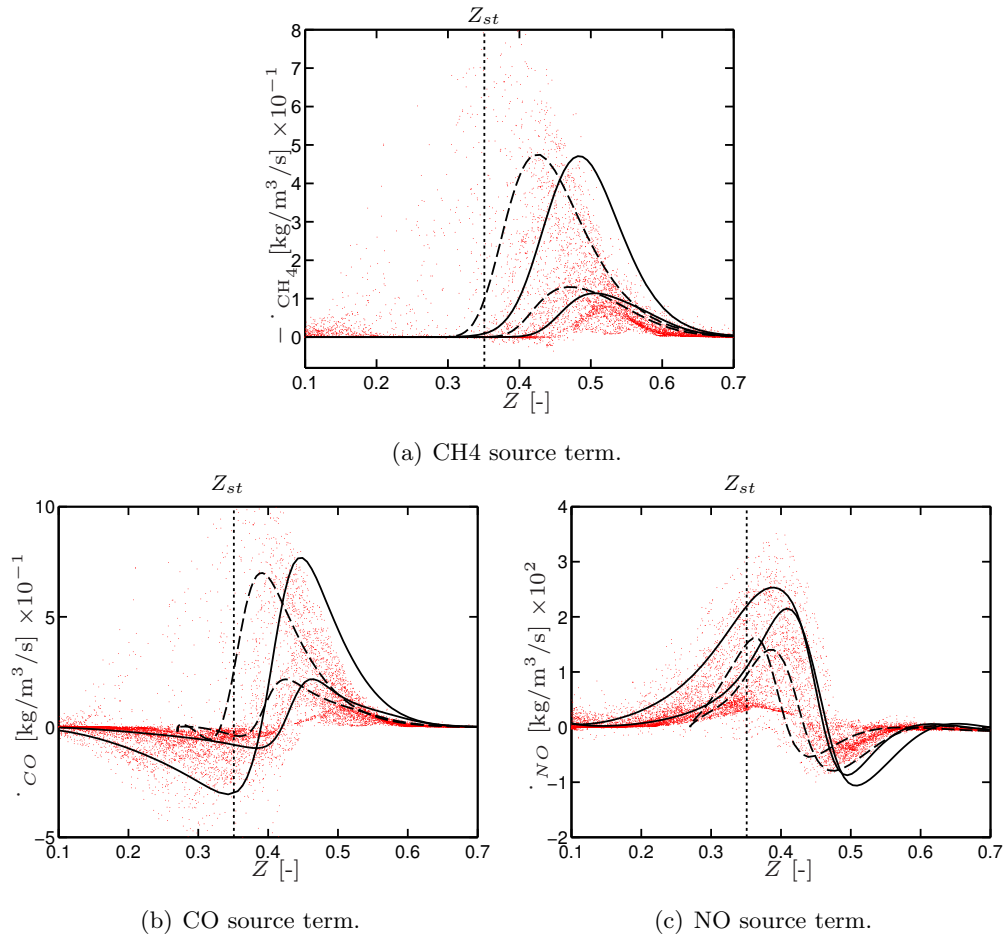 Z_st
8
7
6
5
4
3
2
1
0
0.1 0.2 0.3 0.4 0.5 0.6 0.7
Z [-]
CH4 [kg/m³/s] ×10⁻¹
(a) CH4 source term.
Z_st
10
5
0
−5
0.1 0.2 0.3 0.4 0.5 0.6 0.7
Z [-]
CO [kg/m³/s] ×10⁻¹
(b) CO source term.
Z_st
4
3
2
1
0
−1
−2
0.1 0.2 0.3 0.4 0.5 0.6 0.7
Z [-]
NO [kg/m³/s] ×10²
(c) NO source term.